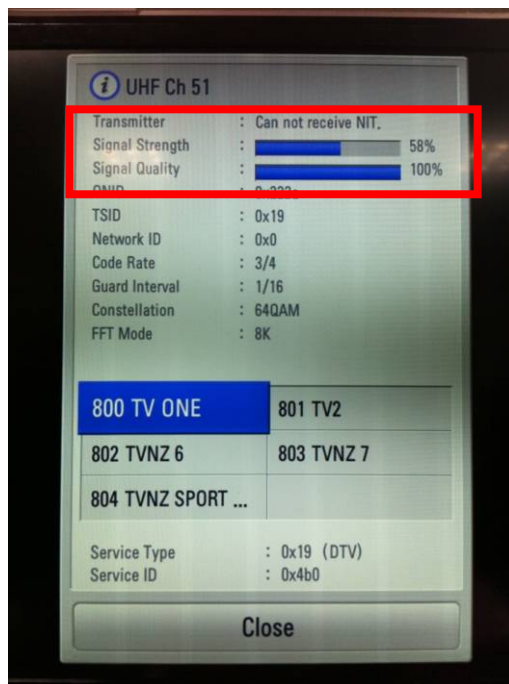 i UHF Ch 51
Transmitter : Can not receive NIT.
Signal Strength : 58%
Signal Quality : 100%
ONID :
TSID : 0x19
Network ID : 0x0
Code Rate : 3/4
Guard Interval : 1/16
Constellation : 64QAM
FFT Mode : 8K
800 TV ONE 801 TV2
802 TVNZ 6 803 TVNZ 7
804 TVNZ SPORT ...
Service Type : 0x19 (DTV)
Service ID : 0x4b0
Close